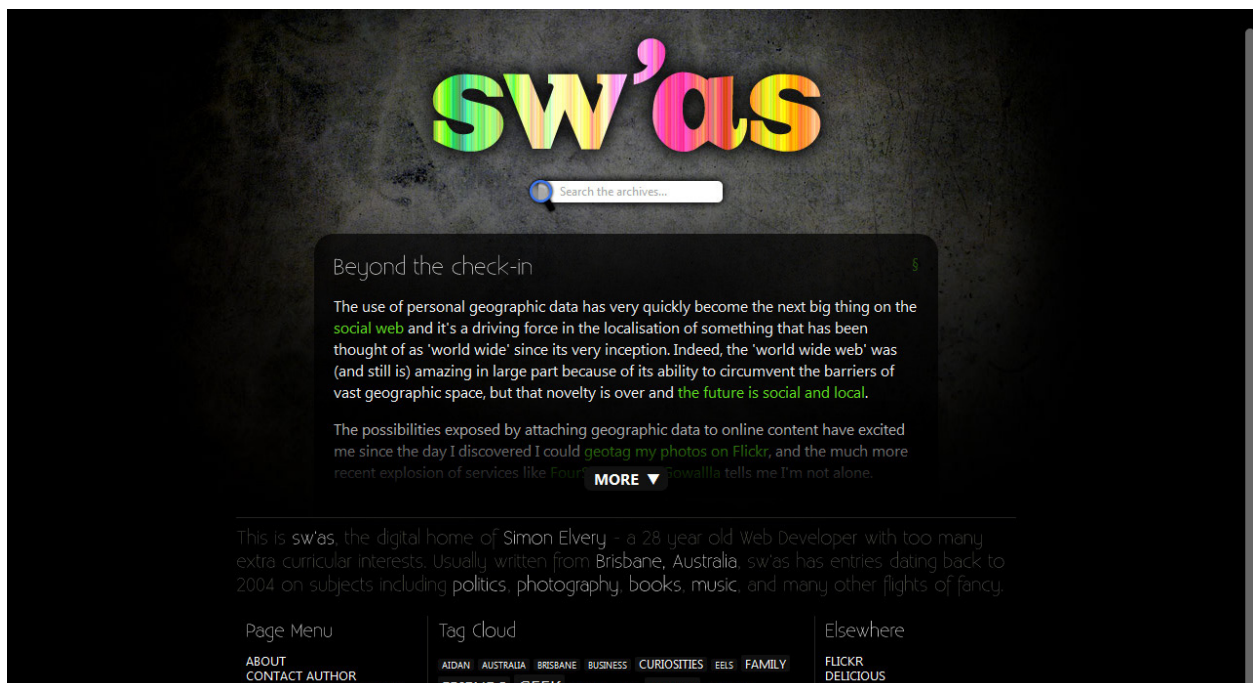 sw’as
Search the archives...
Beyond the check-in §
The use of personal geographic data has very quickly become the next big thing on the
social web and it's a driving force in the localisation of something that has been
thought of as 'world wide' since its very inception. Indeed, the 'world wide web' was
(and still is) amazing in large part because of its ability to circumvent the barriers of
vast geographic space, but that novelty is over and the future is social and local.
The possibilities exposed by attaching geographic data to online content have excited
me since the day I discovered I could geotag my photos on Flickr, and the much more
recent explosion of services like Gowallla tells me I'm not alone.
MORE ▼
This is sw'as, the digital home of Simon Elvery - a 28 year old Web Developer with too many
extra curricular interests. Usually written from Brisbane, Australia, sw'as has entries dating back to
2004 on subjects including politics, photography, books, music, and many other flights of fancy.
Page Menu
ABOUT
CONTACT AUTHOR
Tag Cloud
AIDAN AUSTRALIA BRISBANE BUSINESS CURIOSITIES EELS FAMILY
Elsewhere
FLICKR
DELICIOUS